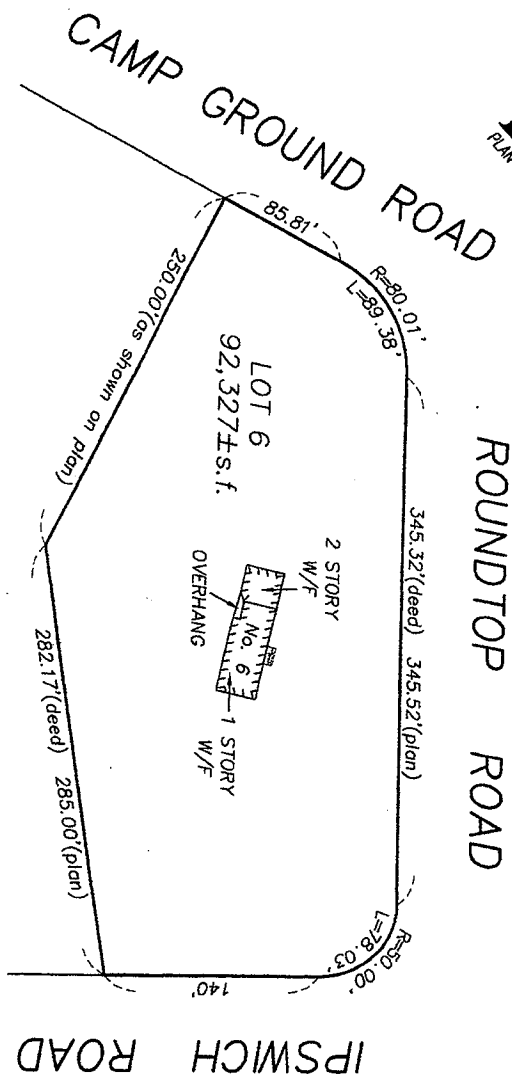 CAMP GROUND ROAD
PLAN
85.81'
R=80.01'
L=89.38'
250.00'(as shown on plan)
LOT 6
92,327±s.f.
ROUNDTOP ROAD
345.32'(deed) 345.52'(plan)
2 STORY
W/F
OVERHANG
No. 6
1 STORY
W/F
282.17'(deed) 285.00'(plan)
R=50.00'
L=78.03'
140'
IPSWICH ROAD